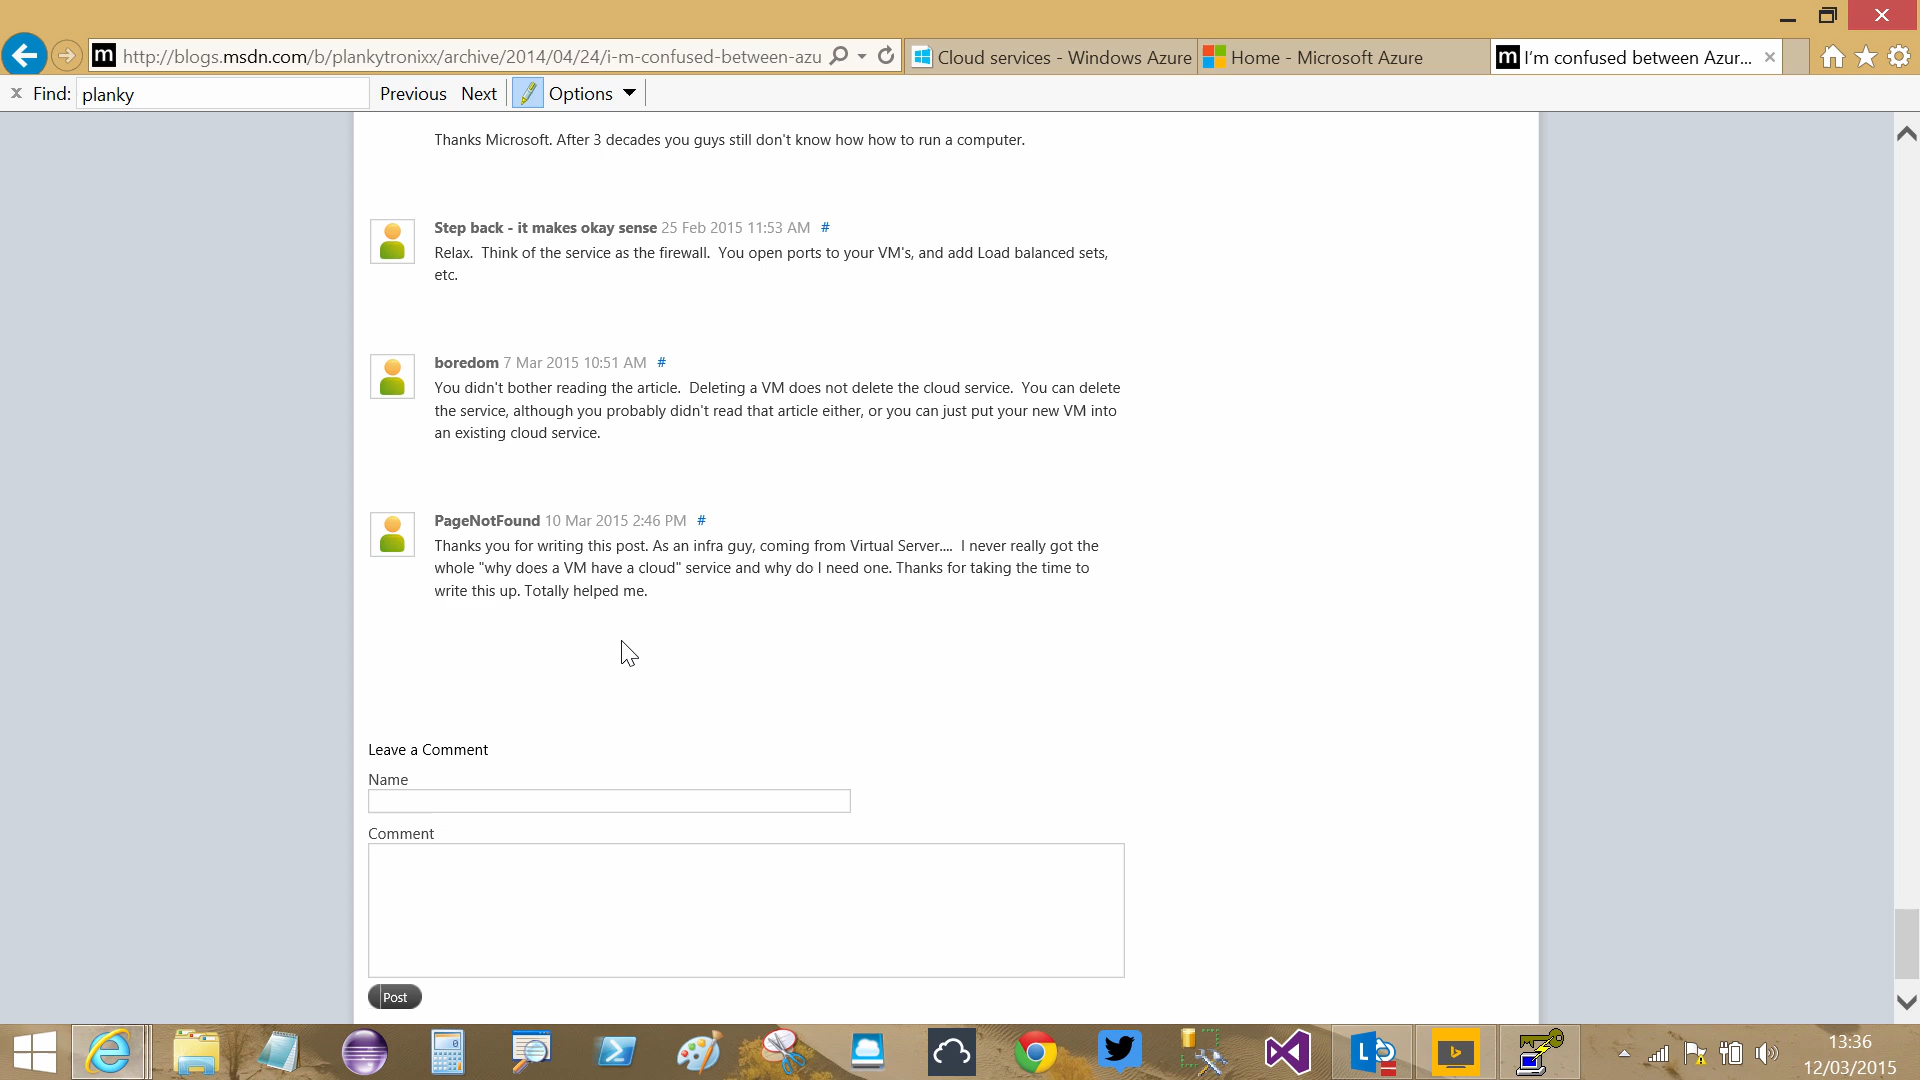 http://blogs.msdn.com/b/plankytronixx/archive/2014/04/24/i-m-confused-between-azu
Cloud services - Windows Azure
Home - Microsoft Azure
I'm confused between Azur...
Find: planky
Previous Next Options
Thanks Microsoft. After 3 decades you guys still don't know how how to run a computer.
Step back - it makes okay sense 25 Feb 2015 11:53 AM #
Relax. Think of the service as the firewall. You open ports to your VM's, and add Load balanced sets,
etc.
boredom 7 Mar 2015 10:51 AM #
You didn't bother reading the article. Deleting a VM does not delete the cloud service. You can delete
the service, although you probably didn't read that article either, or you can just put your new VM into
an existing cloud service.
PageNotFound 10 Mar 2015 2:46 PM #
Thanks you for writing this post. As an infra guy, coming from Virtual Server.... I never really got the
whole "why does a VM have a cloud" service and why do I need one. Thanks for taking the time to
write this up. Totally helped me.
Leave a Comment
Name
Comment
Post
13:36
12/03/2015